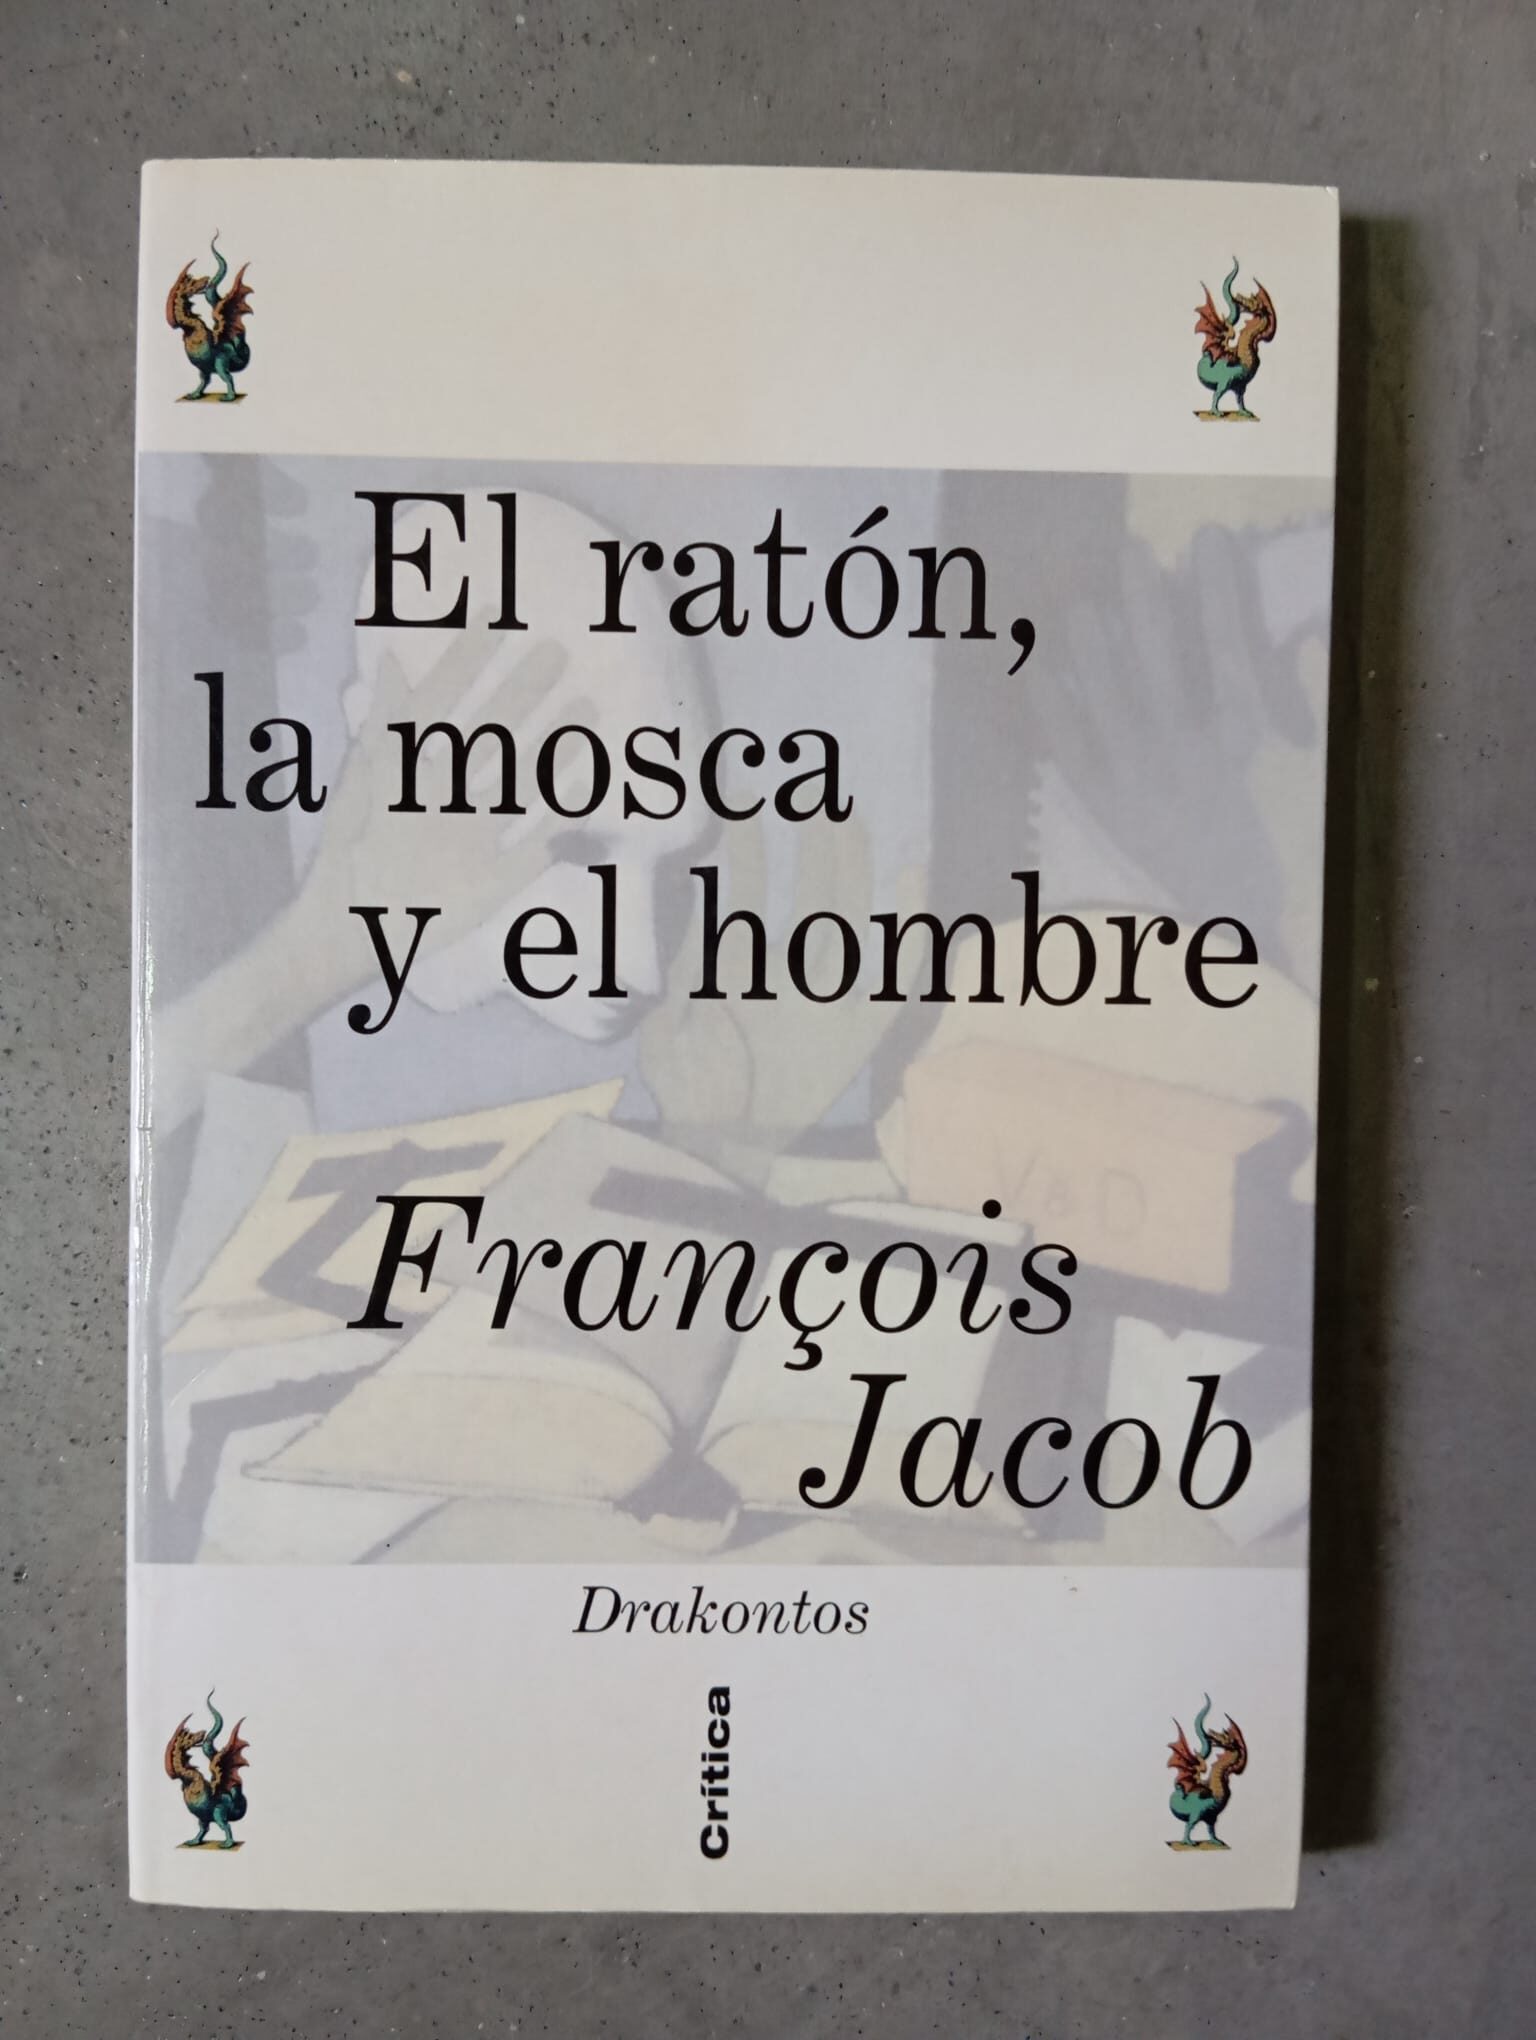 El ratón,
la mosca
y el hombre
François
Jacob
V&D
Drakontos
Crítica